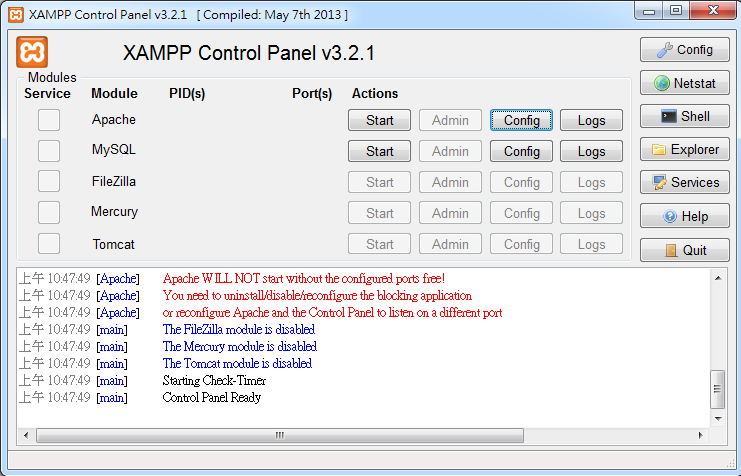 XAMPP Control Panel v3.2.1 [ Compiled: May 7th 2013 ]
XAMPP Control Panel v3.2.1
Config
Modules
Service Module PID(s) Port(s) Actions
Netstat
Apache Start Admin Config Logs
Shell
MySQL Start Admin Config Logs
Explorer
FileZilla Start Admin Config Logs
Services
Mercury Start Admin Config Logs
Help
Tomcat Start Admin Config Logs
Quit
上午 10:47:49 [Apache] Apache WILL NOT start without the configured ports free!
上午 10:47:49 [Apache] You need to uninstall/disable/reconfigure the blocking application
上午 10:47:49 [Apache] or reconfigure Apache and the Control Panel to listen on a different port
上午 10:47:49 [main] The FileZilla module is disabled
上午 10:47:49 [main] The Mercury module is disabled
上午 10:47:49 [main] The Tomcat module is disabled
上午 10:47:49 [main] Starting Check-Timer
上午 10:47:49 [main] Control Panel Ready